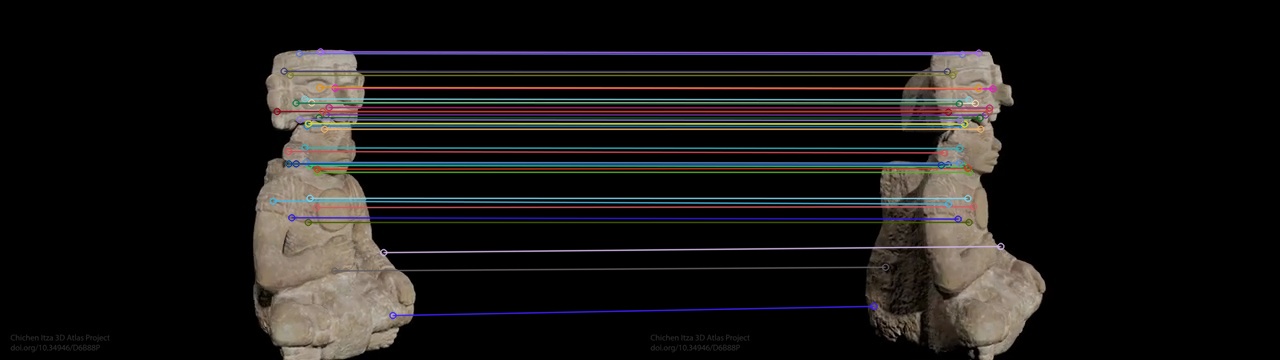 Chichen Itza 3D Atlas Project
doi.org/10.34946/D6B88P
Chichen Itza 3D Atlas Project
doi.org/10.34946/D6B88P